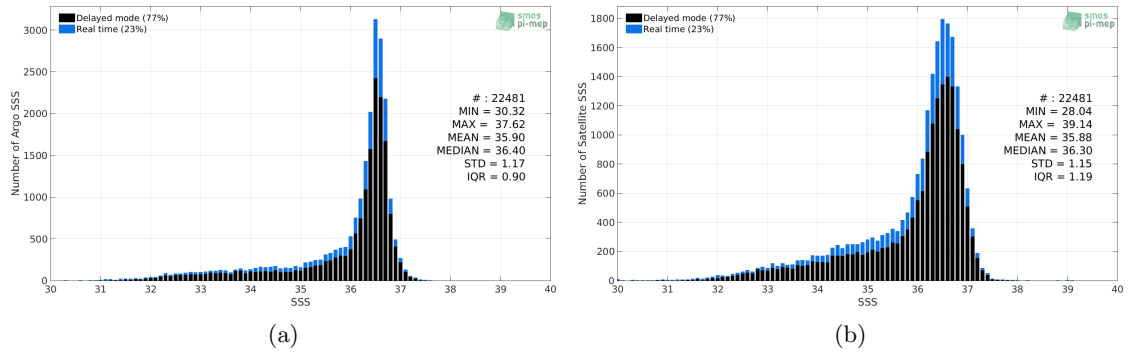 Delayed mode (77%)
Real time (23%)
smos
pi-mep
3000
2500
2000
1500
1000
500
0
Number of Argo SSS
# : 22481
MIN = 30.32
MAX = 37.62
MEAN = 35.90
MEDIAN = 36.40
STD = 1.17
IQR = 0.90
30 31 32 33 34 35 36 37 38 39 40
SSS
(a)
Delayed mode (77%)
Real time (23%)
smos
pi-mep
1800
1600
1400
1200
1000
800
600
400
200
0
Number of Satellite SSS
# : 22481
MIN = 28.04
MAX = 39.14
MEAN = 35.88
MEDIAN = 36.30
STD = 1.15
IQR = 1.19
30 31 32 33 34 35 36 37 38 39 40
SSS
(b)